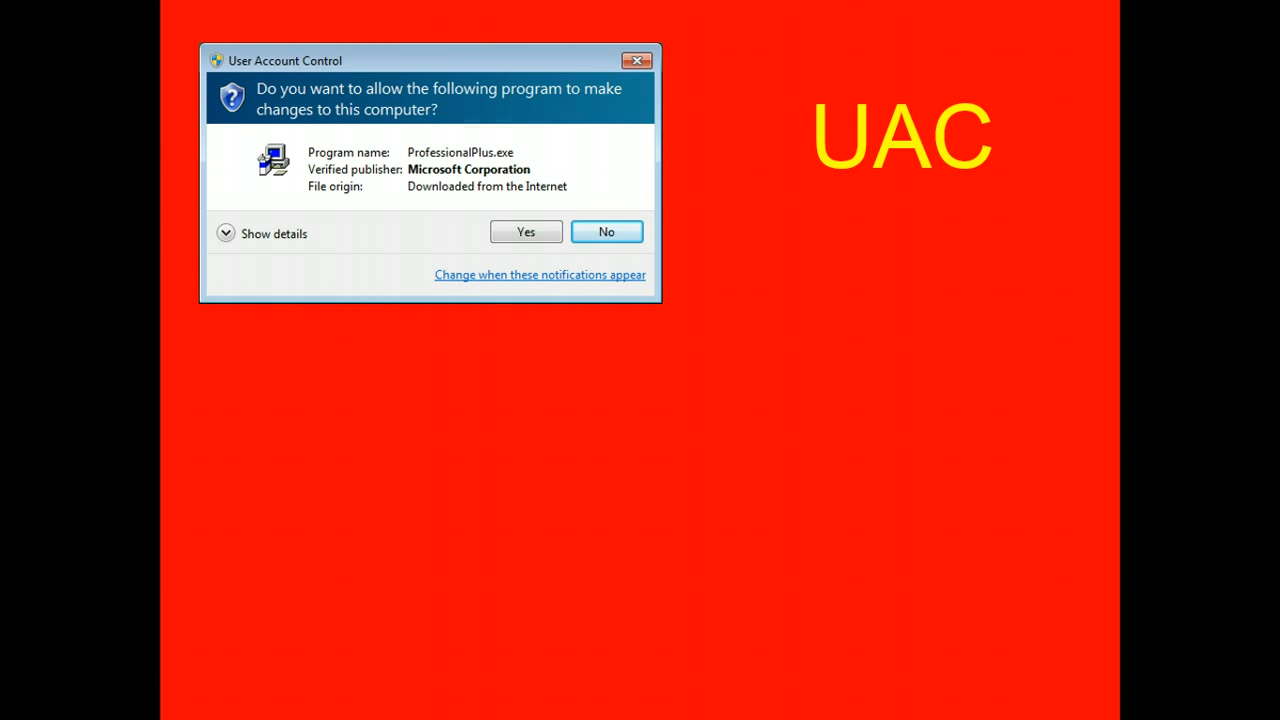 User Account Control
Do you want to allow the following program to make
changes to this computer?
Program name: ProfessionalPlus.exe
Verified publisher: Microsoft Corporation
File origin: Downloaded from the Internet
Show details
Yes
No
Change when these notifications appear
UAC